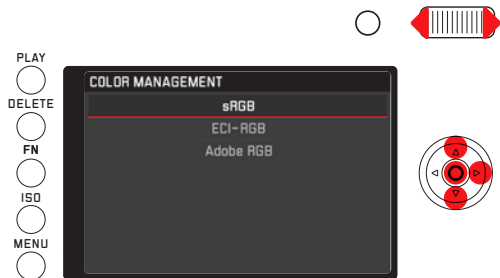 PLAY
DELETE
FN
ISO
MENU
COLOR MANAGEMENT
sRGB
ECI-RGB
Adobe RGB